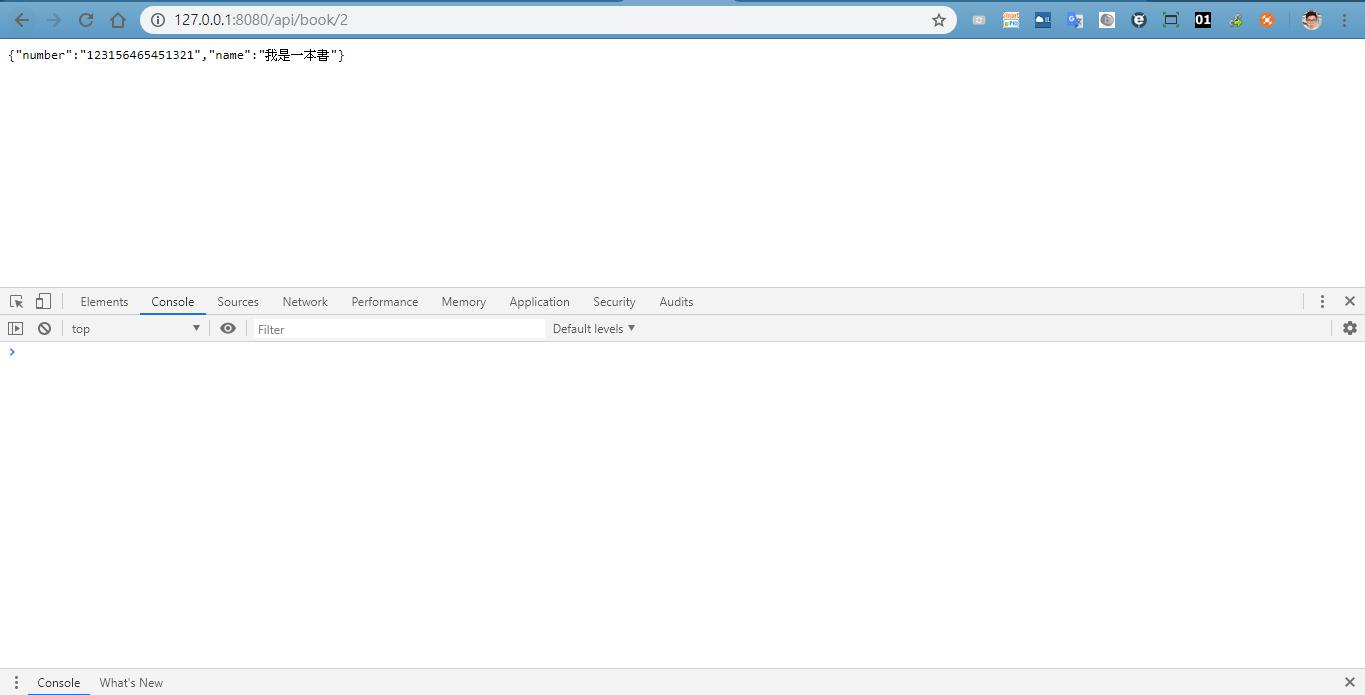 127.0.0.1:8080/api/book/2
01
{"number":"123156465451321","name":"我是一本書"}
Elements Console Sources Network Performance Memory Application Security Audits
top Filter Default levels
Console What's New